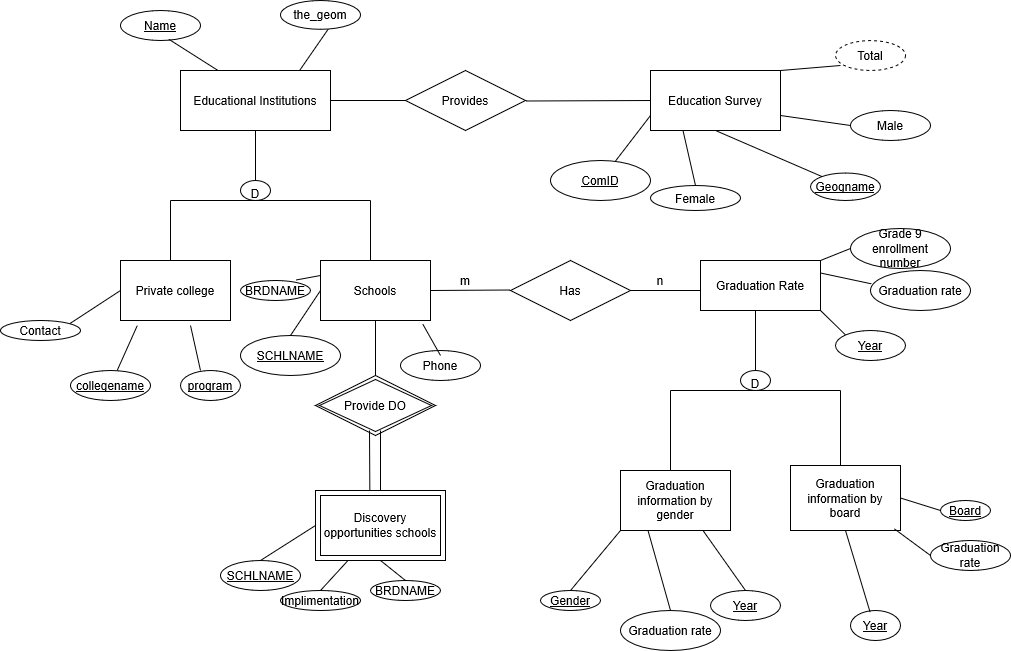 the_geom
Name
Total
Educational Institutions
Provides
Education Survey
Male
ComID
Geogname
Female
D
Grade 9
enrollment
number
BRDNAME
Private college
Schools
m
Has
n
Graduation Rate
Graduation rate
Contact
SCHLNAME
Year
Phone
collegename
program
D
Provide DO
Graduation
information by
gender
Graduation
information by
board
Board
Discovery
opportunities schools
Graduation
rate
SCHLNAME
Implimentation
BRDNAME
Gender
Year
Graduation rate
Year